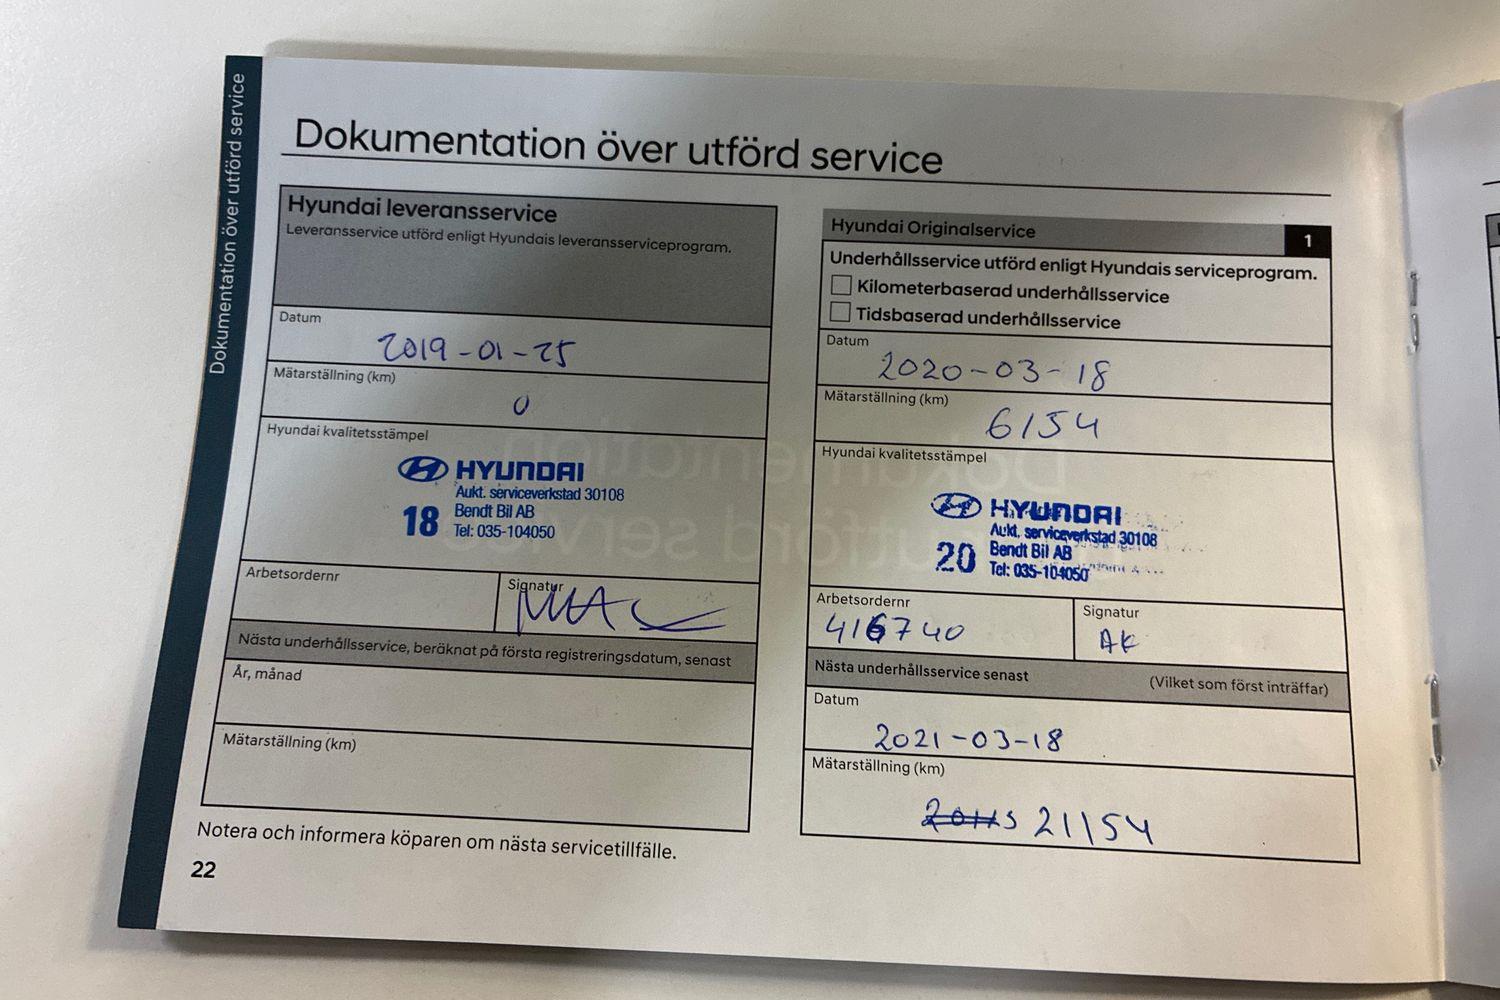 Dokumentation över utförd service
Dokumentation över utförd service
Hyundai leveransservice
Leveransservice utförd enligt Hyundais leveransserviceprogram.
Datum
2019-01-25
Mätarställning (km)
0
Hyundai kvalitetsstämpel
HYUNDAI
Aukt. serviceverkstad 30108
18 Bendt Bil AB
Tel: 035-104050
Arbetsordernr
Signatur
Nästa underhållsservice, beräknat på första registreringsdatum, senast
År, månad
Mätarställning (km)
Notera och informera köparen om nästa servicetillfälle.
22
Hyundai Originalservice 1
Underhållsservice utförd enligt Hyundais serviceprogram.
Kilometerbaserad underhållsservice
Tidsbaserad underhållsservice
Datum
2020-03-18
Mätarställning (km)
6154
Hyundai kvalitetsstämpel
HYUNDAI
Aukt. serviceverkstad 30108
20 Bendt Bil AB
Tel: 035-104050
Arbetsordernr
416740
Signatur
AK
Nästa underhållsservice senast (Vilket som först inträffar)
Datum
2021-03-18
Mätarställning (km)
21154